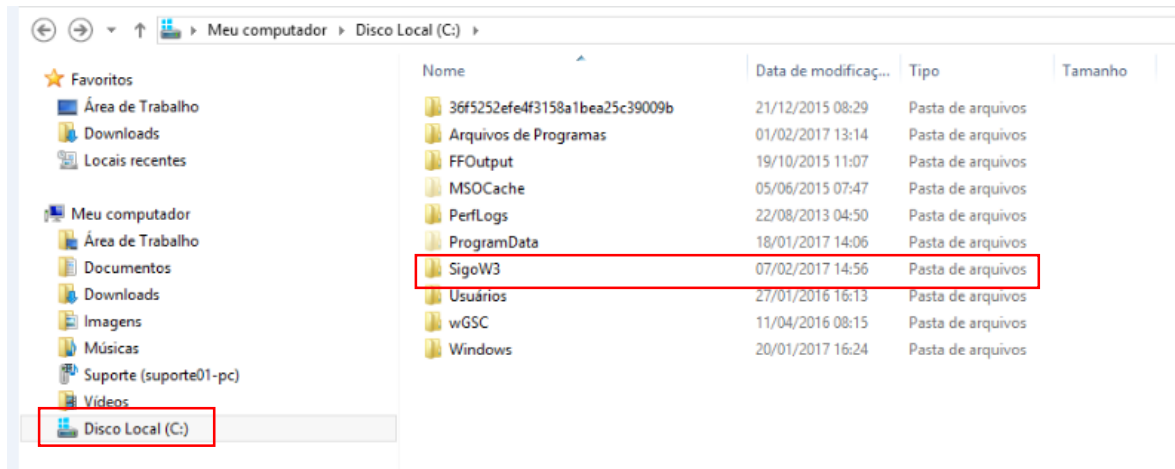 Meu computador Disco Local (C:)
Favoritos
Área de Trabalho
Downloads
Locais recentes
Meu computador
Área de Trabalho
Documentos
Downloads
Imagens
Músicas
Suporte (suporte01-pc)
Vídeos
Disco Local (C:)
Nome Data de modificaç... Tipo Tamanho
36f5252efe4f3158a1bea25c39009b 21/12/2015 08:29 Pasta de arquivos
Arquivos de Programas 01/02/2017 13:14 Pasta de arquivos
FFOutput 19/10/2015 11:07 Pasta de arquivos
MSOCache 05/06/2015 07:47 Pasta de arquivos
PerfLogs 22/08/2013 04:50 Pasta de arquivos
ProgramData 18/01/2017 14:06 Pasta de arquivos
SigoW3 07/02/2017 14:56 Pasta de arquivos
Usuários 27/01/2016 16:13 Pasta de arquivos
wGSC 11/04/2016 08:15 Pasta de arquivos
Windows 20/01/2017 16:24 Pasta de arquivos